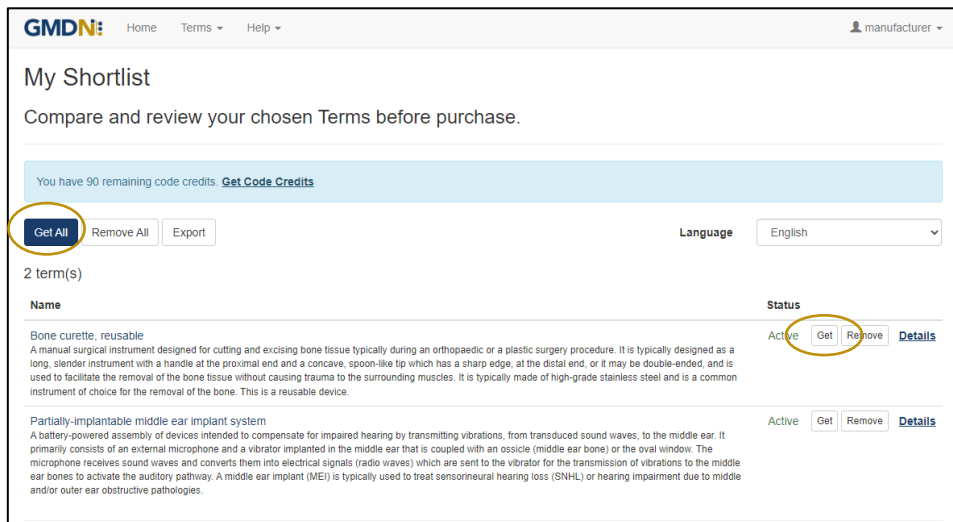 GMDN Home Terms Help manufacturer
My Shortlist
Compare and review your chosen Terms before purchase.
You have 90 remaining code credits. Get Code Credits
Get All Remove All Export Language English
2 term(s)
Name Status
Bone curette, reusable Active Get Remove Details
A manual surgical instrument designed for cutting and excising bone tissue typically during an orthopaedic or a plastic surgery procedure. It is typically designed as a
long, slender instrument with a handle at the proximal end and a concave, spoon-like tip which has a sharp edge, at the distal end, or it may be double-ended, and is
used to facilitate the removal of the bone tissue without causing trauma to the surrounding muscles. It is typically made of high-grade stainless steel and is a common
instrument of choice for the removal of the bone. This is a reusable device.
Partially-implantable middle ear implant system Active Get Remove Details
A battery-powered assembly of devices intended to compensate for impaired hearing by transmitting vibrations, from transduced sound waves, to the middle ear. It
primarily consists of an external microphone and a vibrator implanted in the middle ear that is coupled with an ossicle (middle ear bone) or the oval window. The
microphone receives sound waves and converts them into electrical signals (radio waves) which are sent to the vibrator for the transmission of vibrations to the middle
ear bones to activate the auditory pathway. A middle ear implant (MEI) is typically used to treat sensorineural hearing loss (SNHL) or hearing impairment due to middle
and/or outer ear obstructive pathologies.